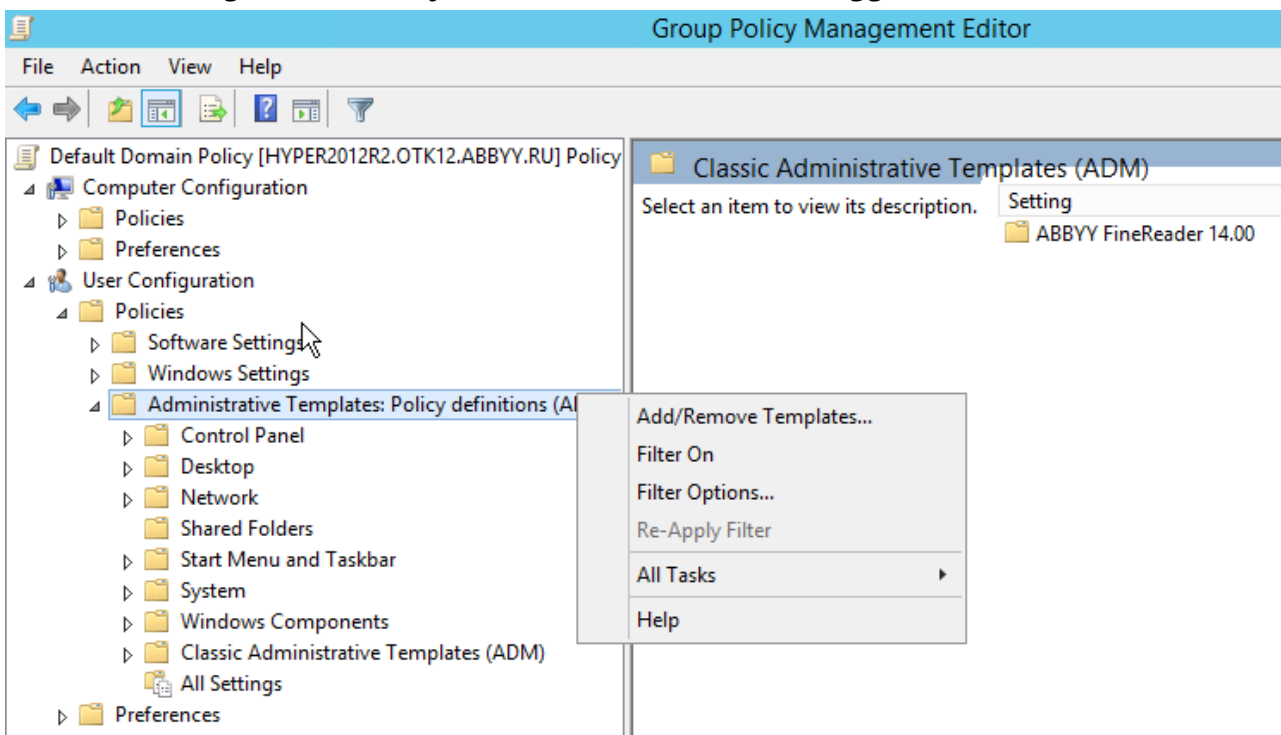 Group Policy Management Editor
File Action View Help
Default Domain Policy [HYPER2012R2.OTK12.ABBYY.RU] Policy
Computer Configuration
Policies
Preferences
User Configuration
Policies
Software Settings
Windows Settings
Administrative Templates: Policy definitions
Control Panel
Desktop
Network
Shared Folders
Start Menu and Taskbar
System
Windows Components
Classic Administrative Templates (ADM)
All Settings
Preferences
Classic Administrative Templates (ADM)
Select an item to view its description.
Setting
ABBYY FineReader 14.00
Add/Remove Templates...
Filter On
Filter Options...
Re-Apply Filter
All Tasks
Help